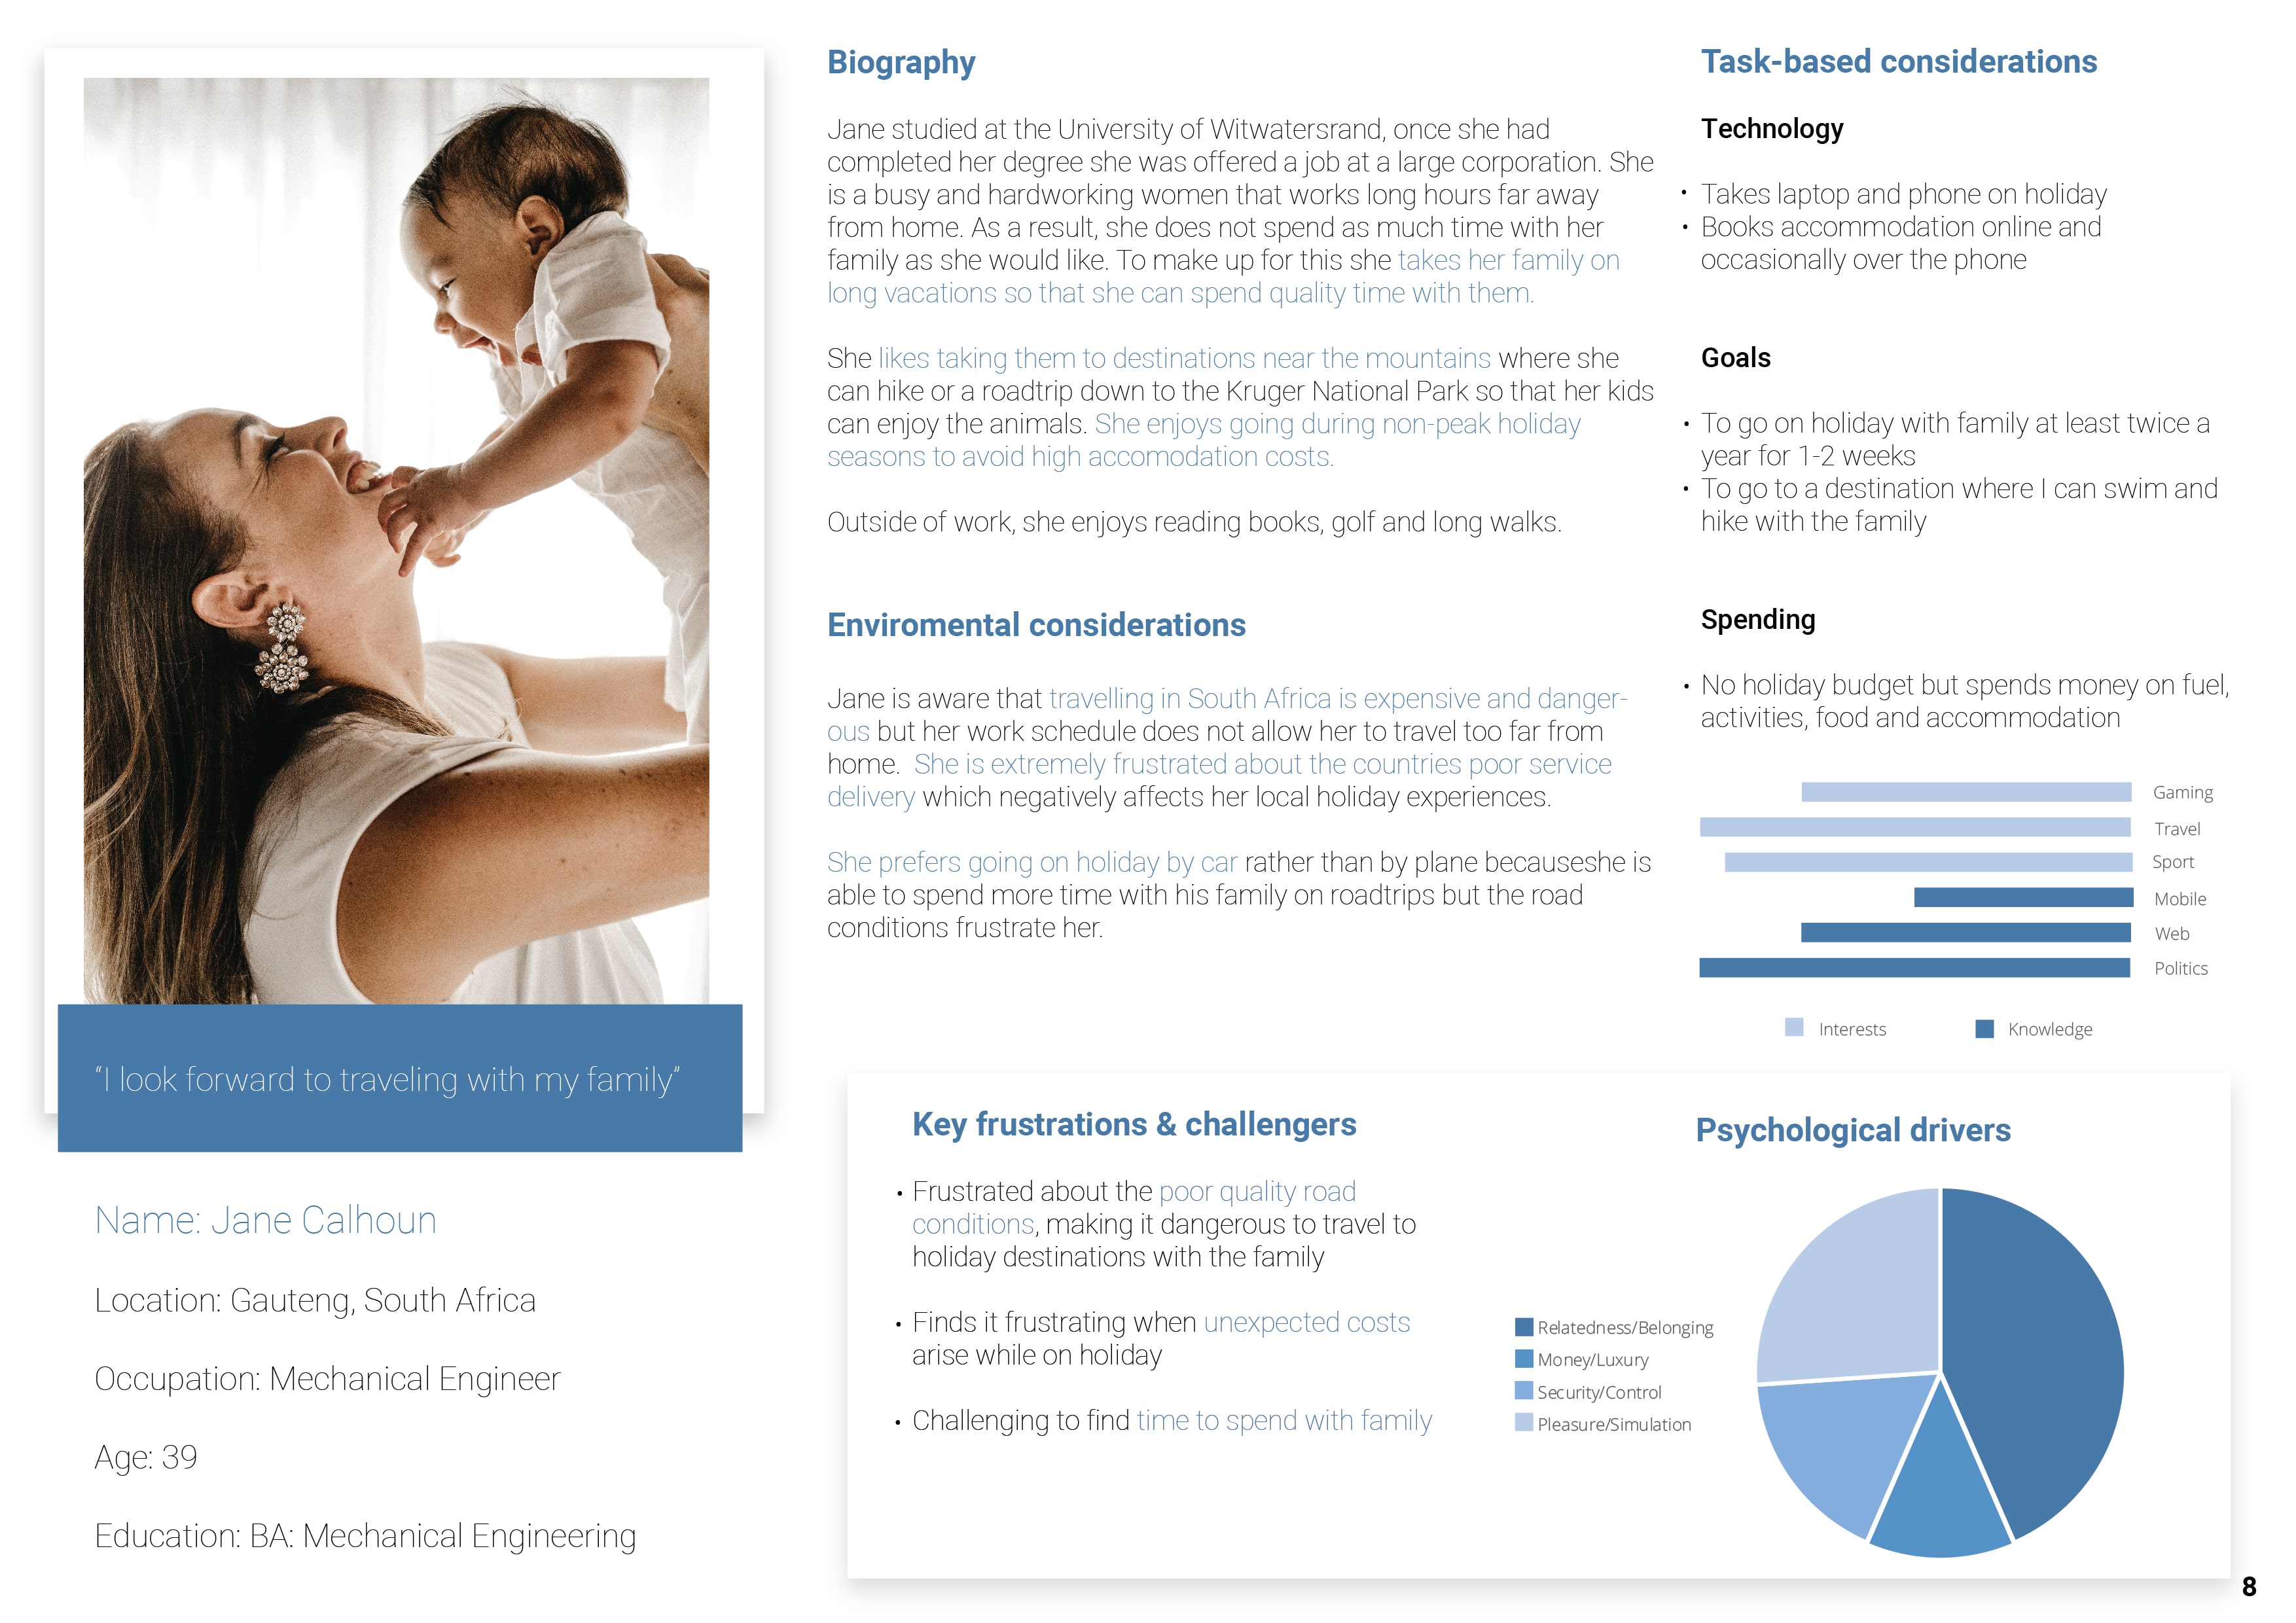 “I look forward to traveling with my family”
Name: Jane Calhoun
Location: Gauteng, South Africa
Occupation: Mechanical Engineer
Age: 39
Education: BA: Mechanical Engineering
Biography
Jane studied at the University of Witwatersrand, once she had
completed her degree she was offered a job at a large corporation. She
is a busy and hardworking women that works long hours far away
from home. As a result, she does not spend as much time with her
family as she would like. To make up for this she takes her family on
long vacations so that she can spend quality time with them.
She likes taking them to destinations near the mountains where she
can hike or a roadtrip down to the Kruger National Park so that her kids
can enjoy the animals. She enjoys going during non-peak holiday
seasons to avoid high accomodation costs.
Outside of work, she enjoys reading books, golf and long walks.
Enviromental considerations
Jane is aware that travelling in South Africa is expensive and danger-
ous but her work schedule does not allow her to travel too far from
home. She is extremely frustrated about the countries poor service
delivery which negatively affects her local holiday experiences.
She prefers going on holiday by car rather than by plane becauseshe is
able to spend more time with his family on roadtrips but the road
conditions frustrate her.
Task-based considerations
Technology
• Takes laptop and phone on holiday
• Books accommodation online and
occasionally over the phone
Goals
• To go on holiday with family at least twice a
year for 1-2 weeks
• To go to a destination where I can swim and
hike with the family
Spending
• No holiday budget but spends money on fuel,
activities, food and accommodation
Gaming
Travel
Sport
Mobile
Web
Politics
Interests
Knowledge
Key frustrations & challengers
• Frustrated about the poor quality road
conditions, making it dangerous to travel to
holiday destinations with the family
• Finds it frustrating when unexpected costs
arise while on holiday
• Challenging to find time to spend with family
Psychological drivers
Relatedness/Belonging
Money/Luxury
Security/Control
Pleasure/Simulation
8